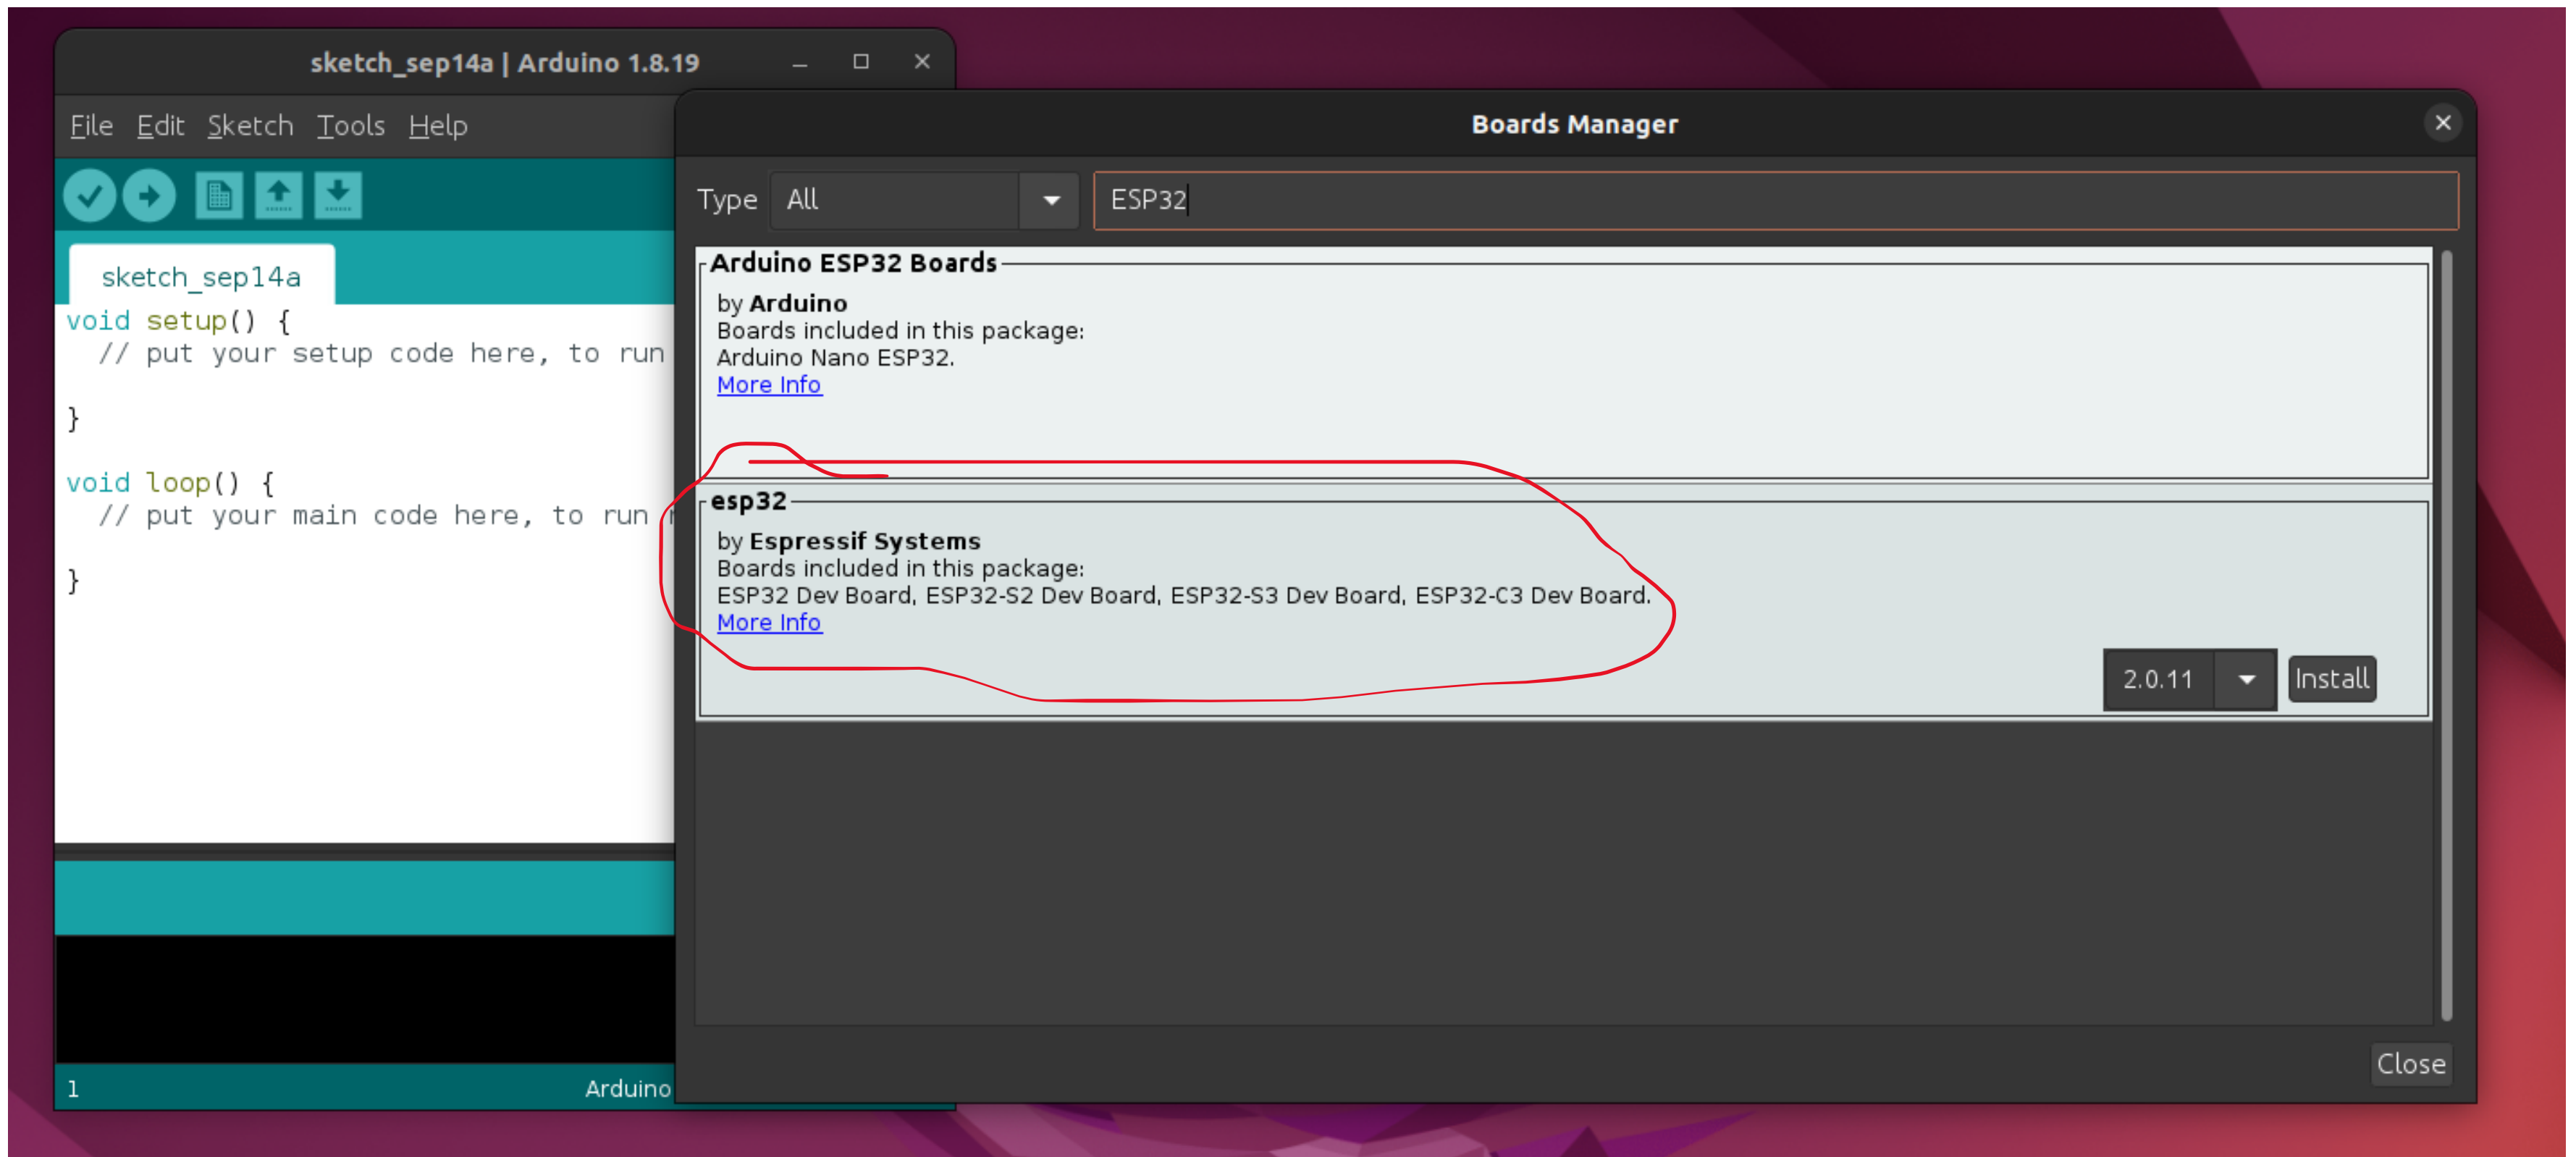 sketch_sep14a | Arduino 1.8.19
File Edit Sketch Tools Help
sketch_sep14a
void setup() {
// put your setup code here, to run
}
void loop() {
// put your main code here, to run
}
1
Arduino
Boards Manager
Type All ESP32
Arduino ESP32 Boards
by Arduino
Boards included in this package:
Arduino Nano ESP32.
More Info
esp32
by Espressif Systems
Boards included in this package:
ESP32 Dev Board, ESP32-S2 Dev Board, ESP32-S3 Dev Board, ESP32-C3 Dev Board.
More Info
2.0.11 Install
Close